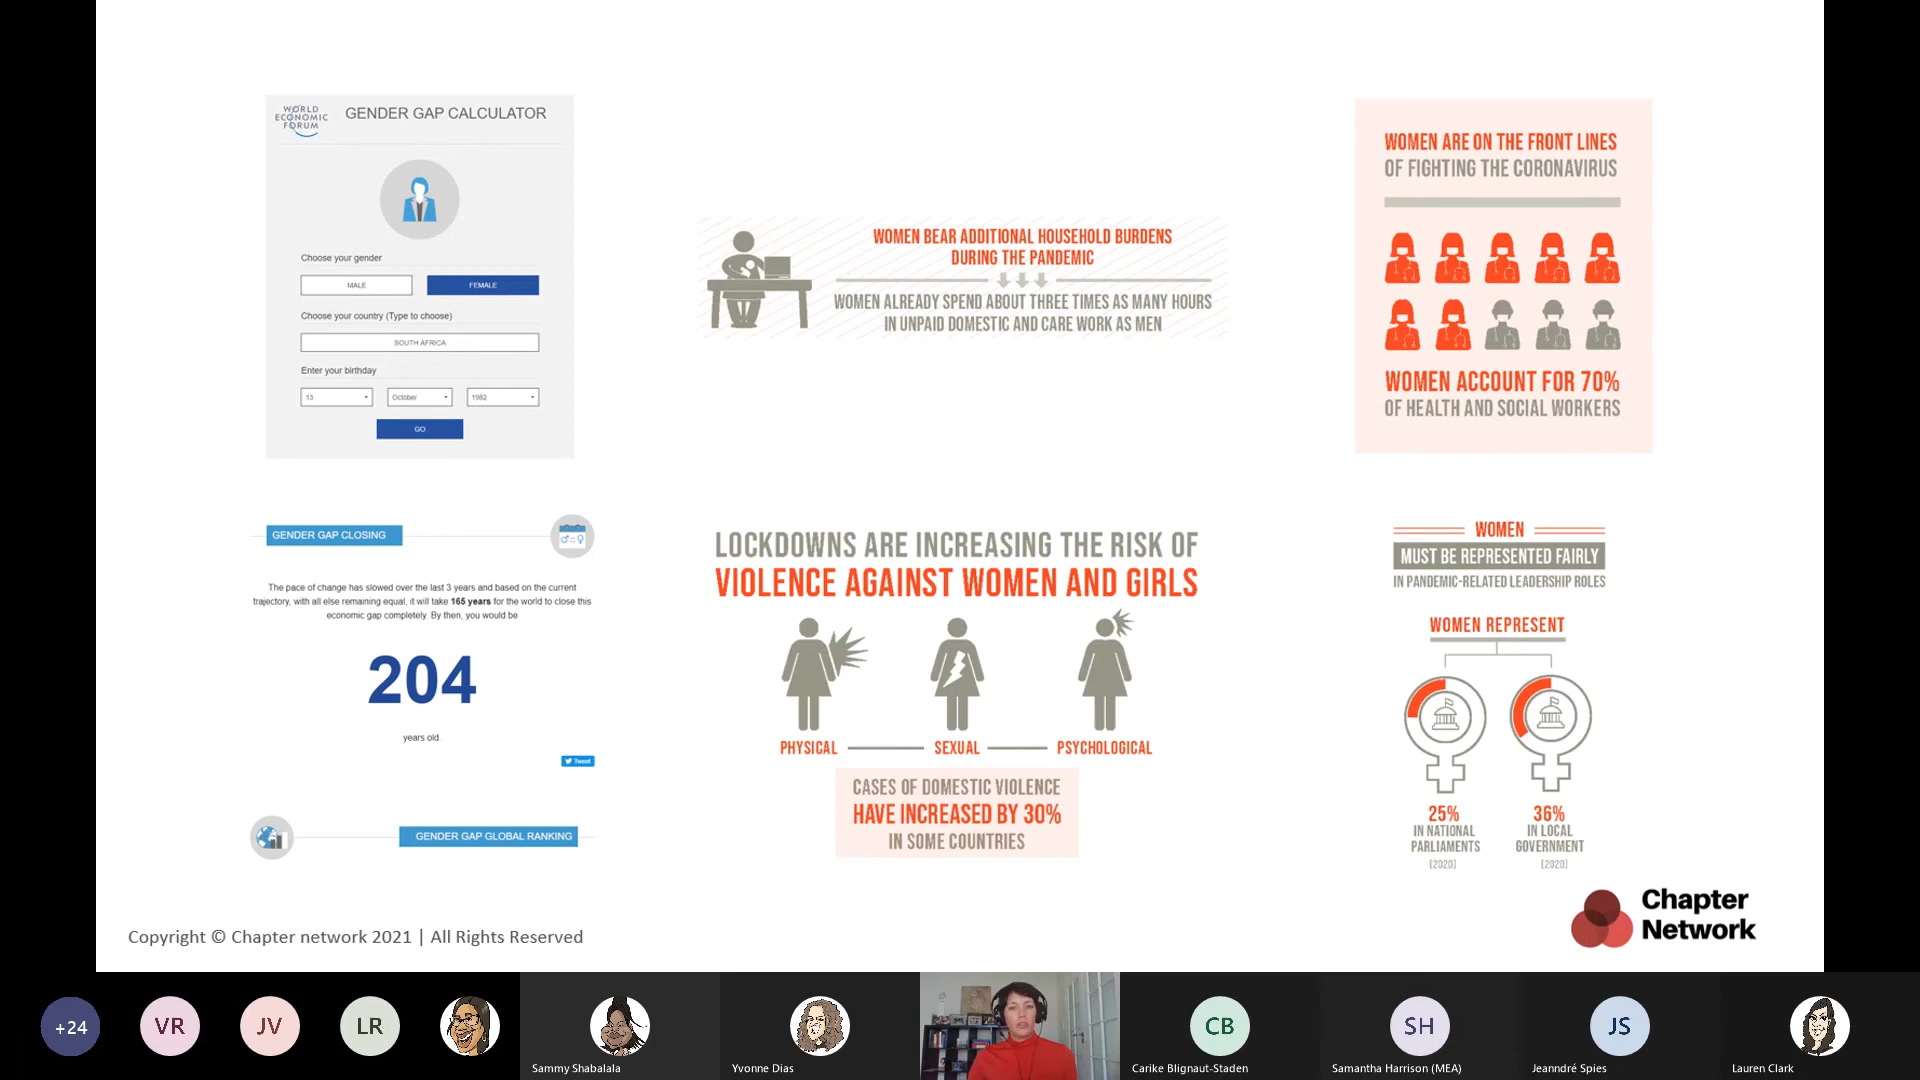 WORLD
ECONOMIC
FORUM
GENDER GAP CALCULATOR
Choose your gender
MALE
FEMALE
Choose your country (Type to choose)
SOUTH AFRICA
Enter your birthday
13
October
1982
GO
WOMEN BEAR ADDITIONAL HOUSEHOLD BURDENS
DURING THE PANDEMIC
WOMEN ALREADY SPEND ABOUT THREE TIMES AS MANY HOURS
IN UNPAID DOMESTIC AND CARE WORK AS MEN
WOMEN ARE ON THE FRONT LINES
OF FIGHTING THE CORONAVIRUS
WOMEN ACCOUNT FOR 70%
OF HEALTH AND SOCIAL WORKERS
GENDER GAP CLOSING
The pace of change has slowed over the last 3 years and based on the current
trajectory, with all else remaining equal, it will take 165 years for the world to close this
economic gap completely. By then, you would be
204
years old.
Tweet
GENDER GAP GLOBAL RANKING
LOCKDOWNS ARE INCREASING THE RISK OF
VIOLENCE AGAINST WOMEN AND GIRLS
PHYSICAL
SEXUAL
PSYCHOLOGICAL
CASES OF DOMESTIC VIOLENCE
HAVE INCREASED BY 30%
IN SOME COUNTRIES
WOMEN
MUST BE REPRESENTED FAIRLY
IN PANDEMIC-RELATED LEADERSHIP ROLES
WOMEN REPRESENT
25%
IN NATIONAL
PARLIAMENTS
(2020)
36%
IN LOCAL
GOVERNMENT
(2020)
Chapter
Network
Copyright © Chapter network 2021 | All Rights Reserved
+24
VR
JV
LR
Sammy Shabalala
Yvonne Dias
CB
Carike Blignaut-Staden
SH
Samantha Harrison (MEA)
JS
Jeanndré Spies
Lauren Clark